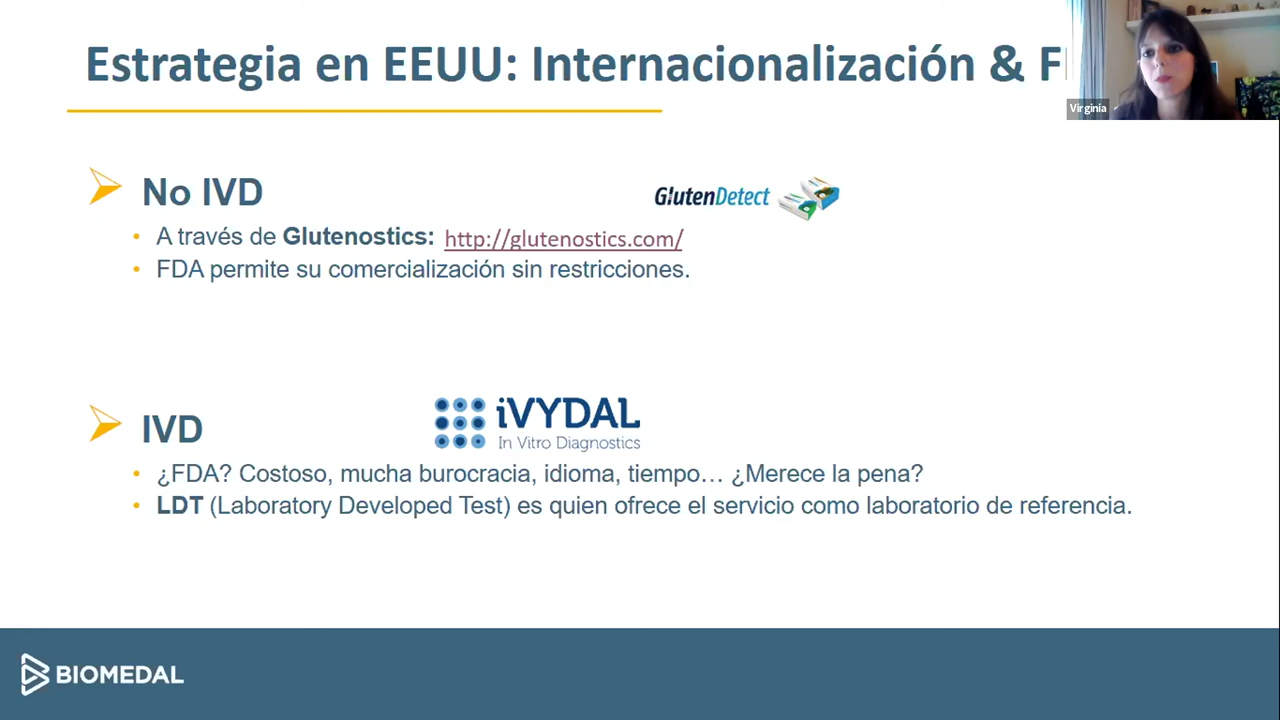 Estrategia en EEUU: Internacionalización &
Virginia
No IVD
GlutenDetect
A través de Glutenostics: http://glutenostics.com/
FDA permite su comercialización sin restricciones.
iVYDAL
In Vitro Diagnostics
IVD
¿FDA? Costoso, mucha burocracia, idioma, tiempo… ¿Merece la pena?
LDT (Laboratory Developed Test) es quien ofrece el servicio como laboratorio de referencia.
BIOMEDAL